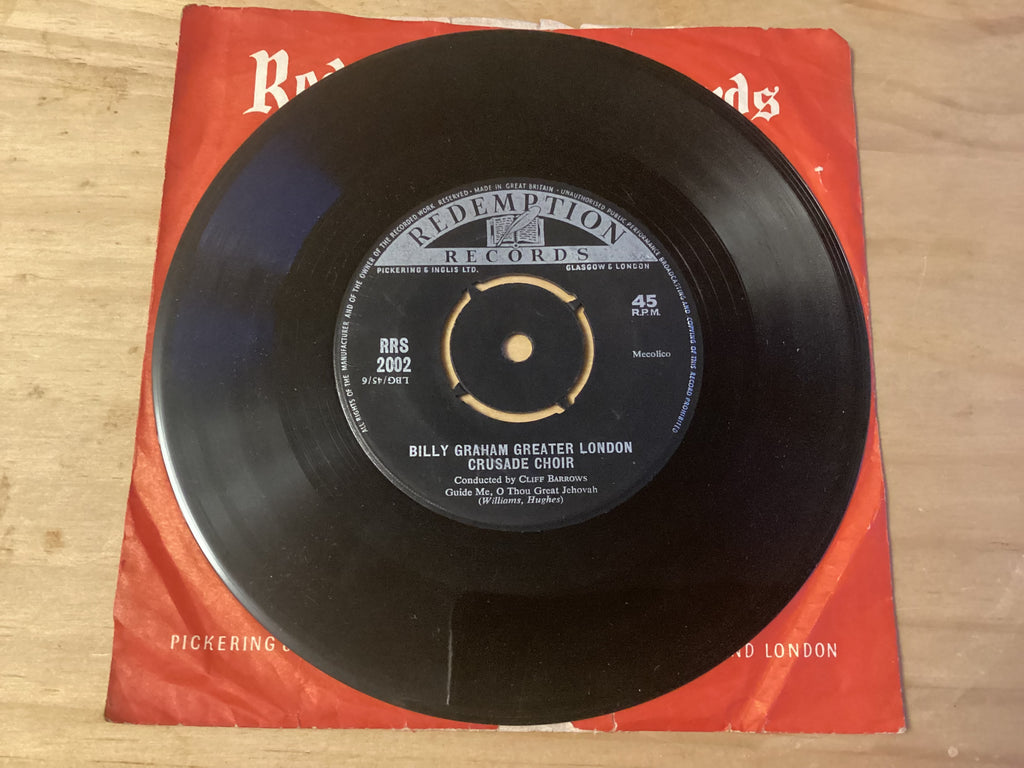 ALL RIGHTS OF THE MANUFACTURER AND OF THE OWNER OF THE RECORDED WORK RESERVED · MADE IN GREAT BRITAIN · UNAUTHORISED PUBLIC PERFORMANCE BROADCASTING AND COPYING OF THIS RECORD PROHIBITED
REDEMPTION
RECORDS
PICKERING & INGLIS LTD. GLASGOW & LONDON
45
R.P.M.
RRS
2002
LBG/45/6
Mecolico
BILLY GRAHAM GREATER LONDON
CRUSADE CHOIR
Conducted by CLIFF BARROWS
Guide Me, O Thou Great Jehovah
(Williams, Hughes)
PICKERING LONDON